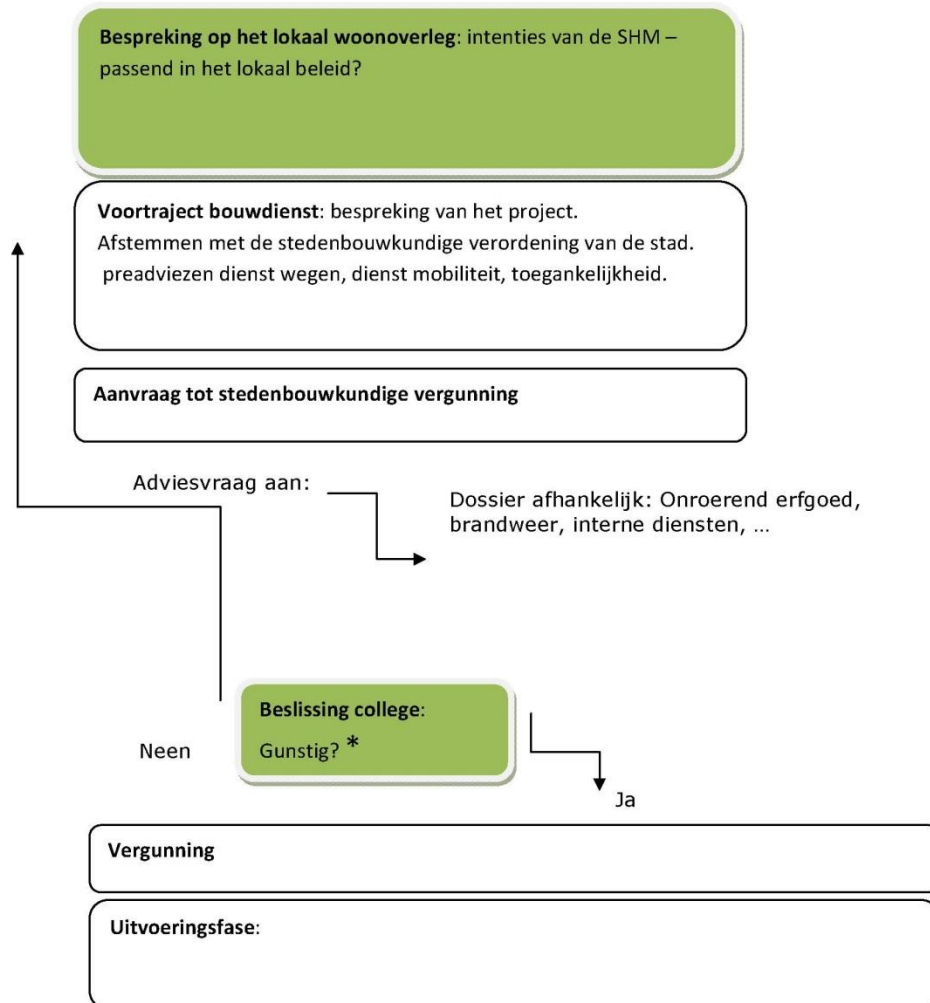 Bespreking op het lokaal woonoverleg: intenties van de SHM –
passend in het lokaal beleid?
Voortraject bouwdienst: bespreking van het project.
Afstemmen met de stedenbouwkundige verordening van de stad.
preadviezen dienst wegen, dienst mobiliteit, toegankelijkheid.
Aanvraag tot stedenbouwkundige vergunning
Adviesvraag aan:
Dossier afhankelijk: Onroerend erfgoed,
brandweer, interne diensten, …
Beslissing college:
Gunstig? *
Neen
Ja
Vergunning
Uitvoeringsfase: